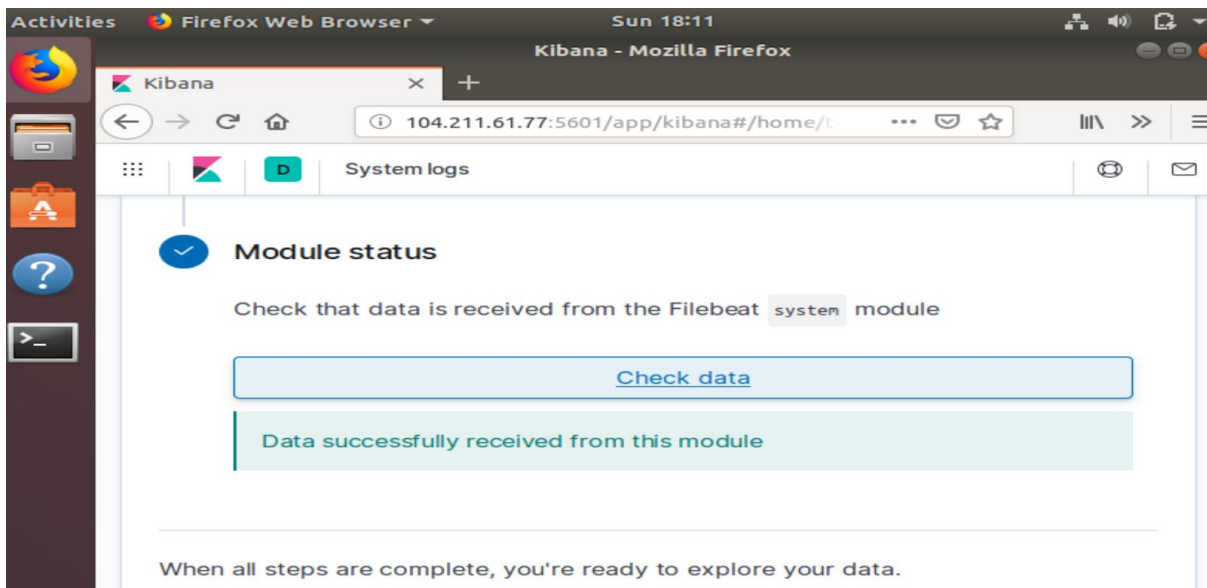 Activities Firefox Web Browser Sun 18:11
Kibana - Mozilla Firefox
Kibana
104.211.61.77:5601/app/kibana#/home/t
D System logs
Module status
Check that data is received from the Filebeat system module
Check data
Data successfully received from this module
When all steps are complete, you're ready to explore your data.